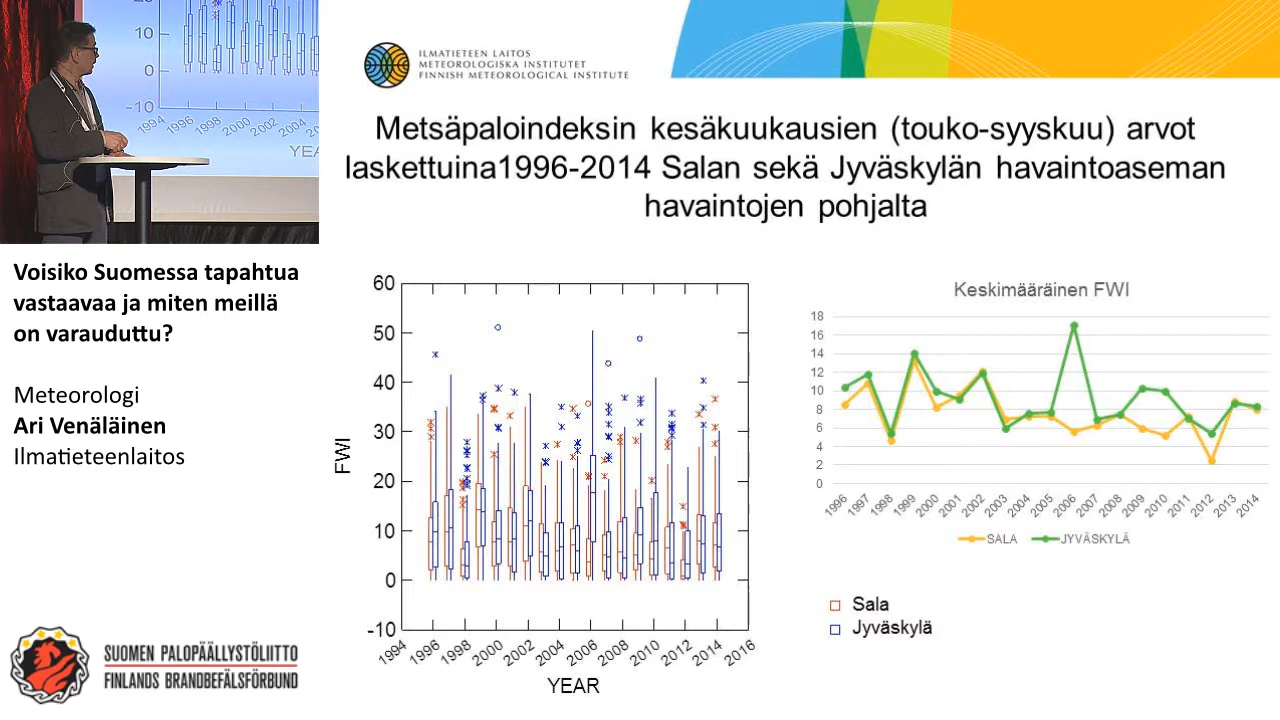 20
10
0
-10
1994
1996
1998
2000
2002
2004
ILMATIETEEN LAITOS
METEOROLOGISKA INSTITUTET
FINNISH METEOROLOGICAL INSTITUTE
Metsäpaloindeksin kesäkuukausien (touko-syyskuu) arvot
laskettuina1996-2014 Salan sekä Jyväskylän havaintoaseman
havaintojen pohjalta
Voisiko Suomessa tapahtua
vastaavaa ja miten meillä
on varauduttu?
Meteorologi
Ari Venäläinen
Ilmatieteenlaitos
SUOMEN PALOPÄÄLLYSTÖLIITTO
FINLANDS BRANDBEFÄLSFÖRBUND
60
50
40
30
20
10
0
-10
FWI
1994 1996 1998 2000 2002 2004 2006 2008 2010 2012 2014 2016
YEAR
Keskimääräinen FWI
18
16
14
12
10
8
6
4
2
0
1996 1997 1998 1999 2000 2001 2002 2003 2004 2005 2006 2007 2008 2009 2010 2011 2012 2013 2014
SALA JYVÄSKYLÄ
Sala
Jyväskylä